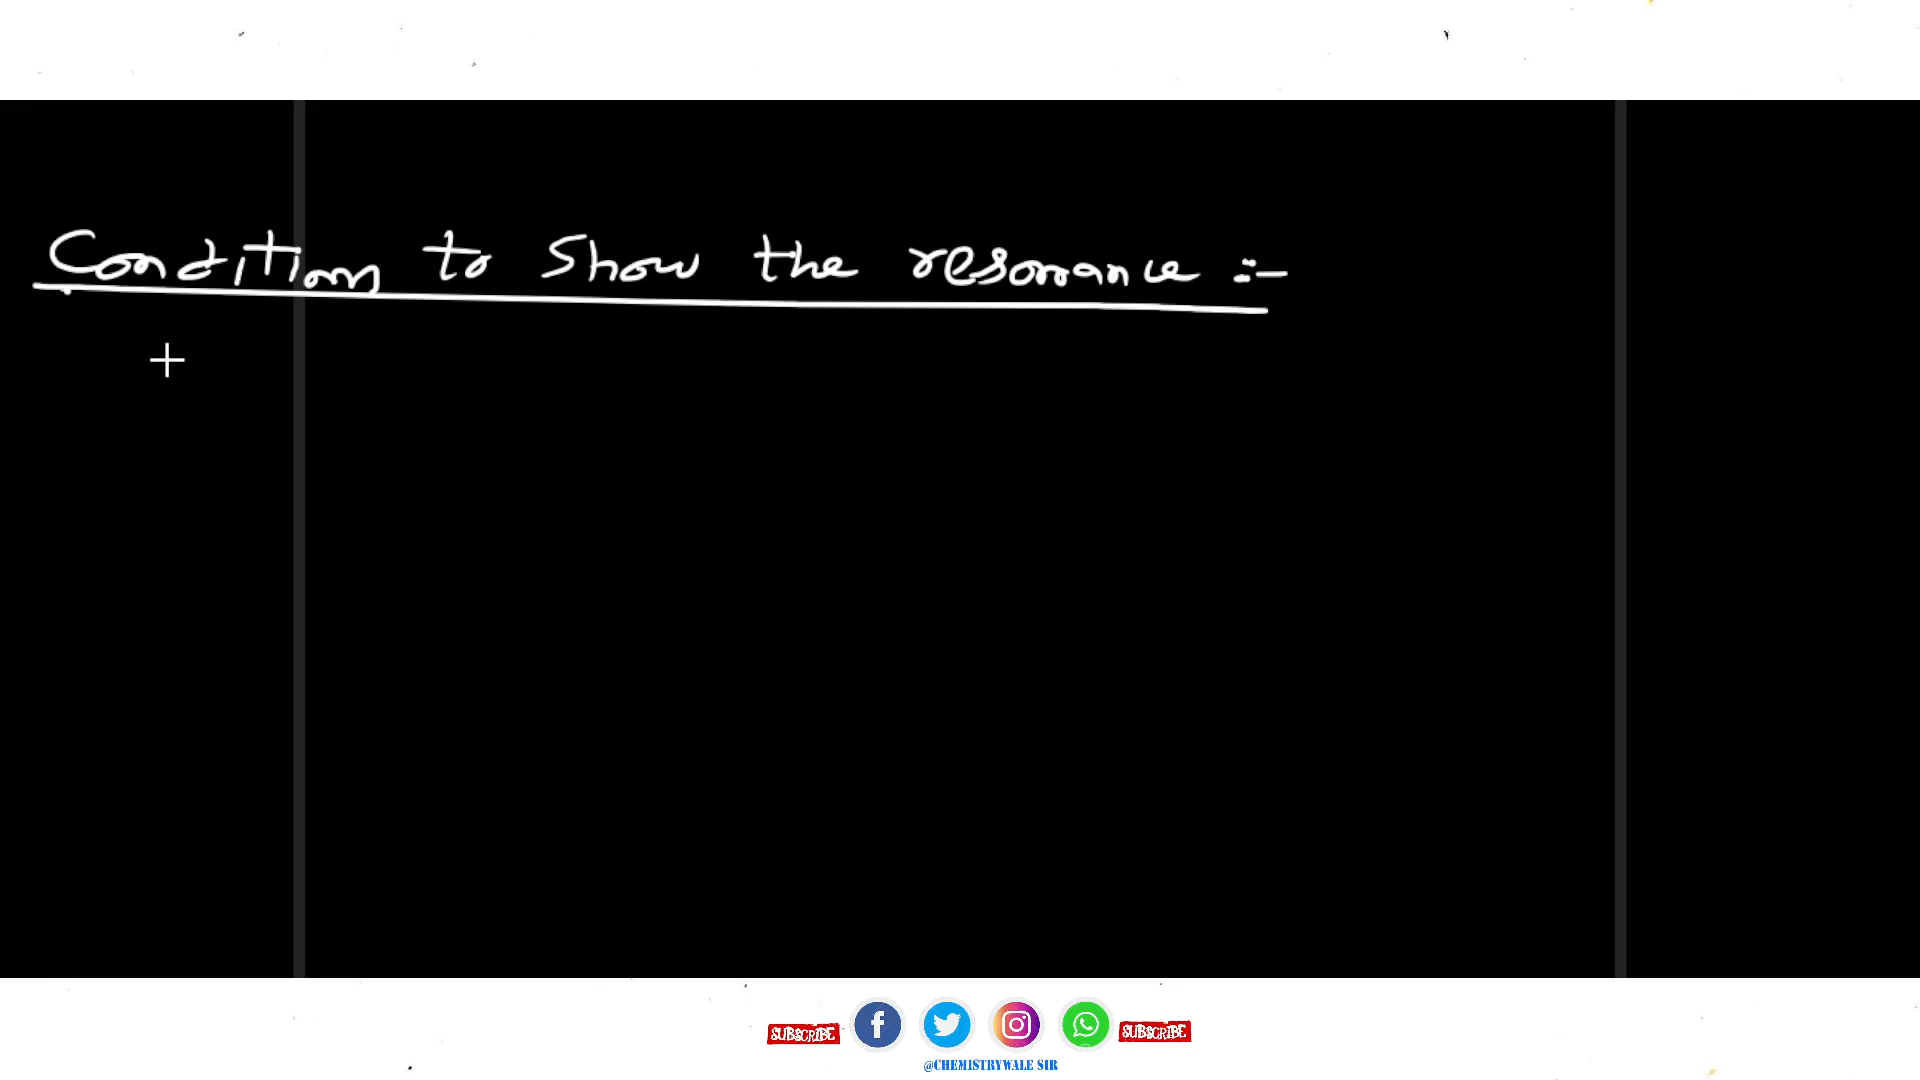 Condition to show the resonance :-
SUBSCRIBE
SUBSCRIBE
@CHEMISTRYWALE SIR